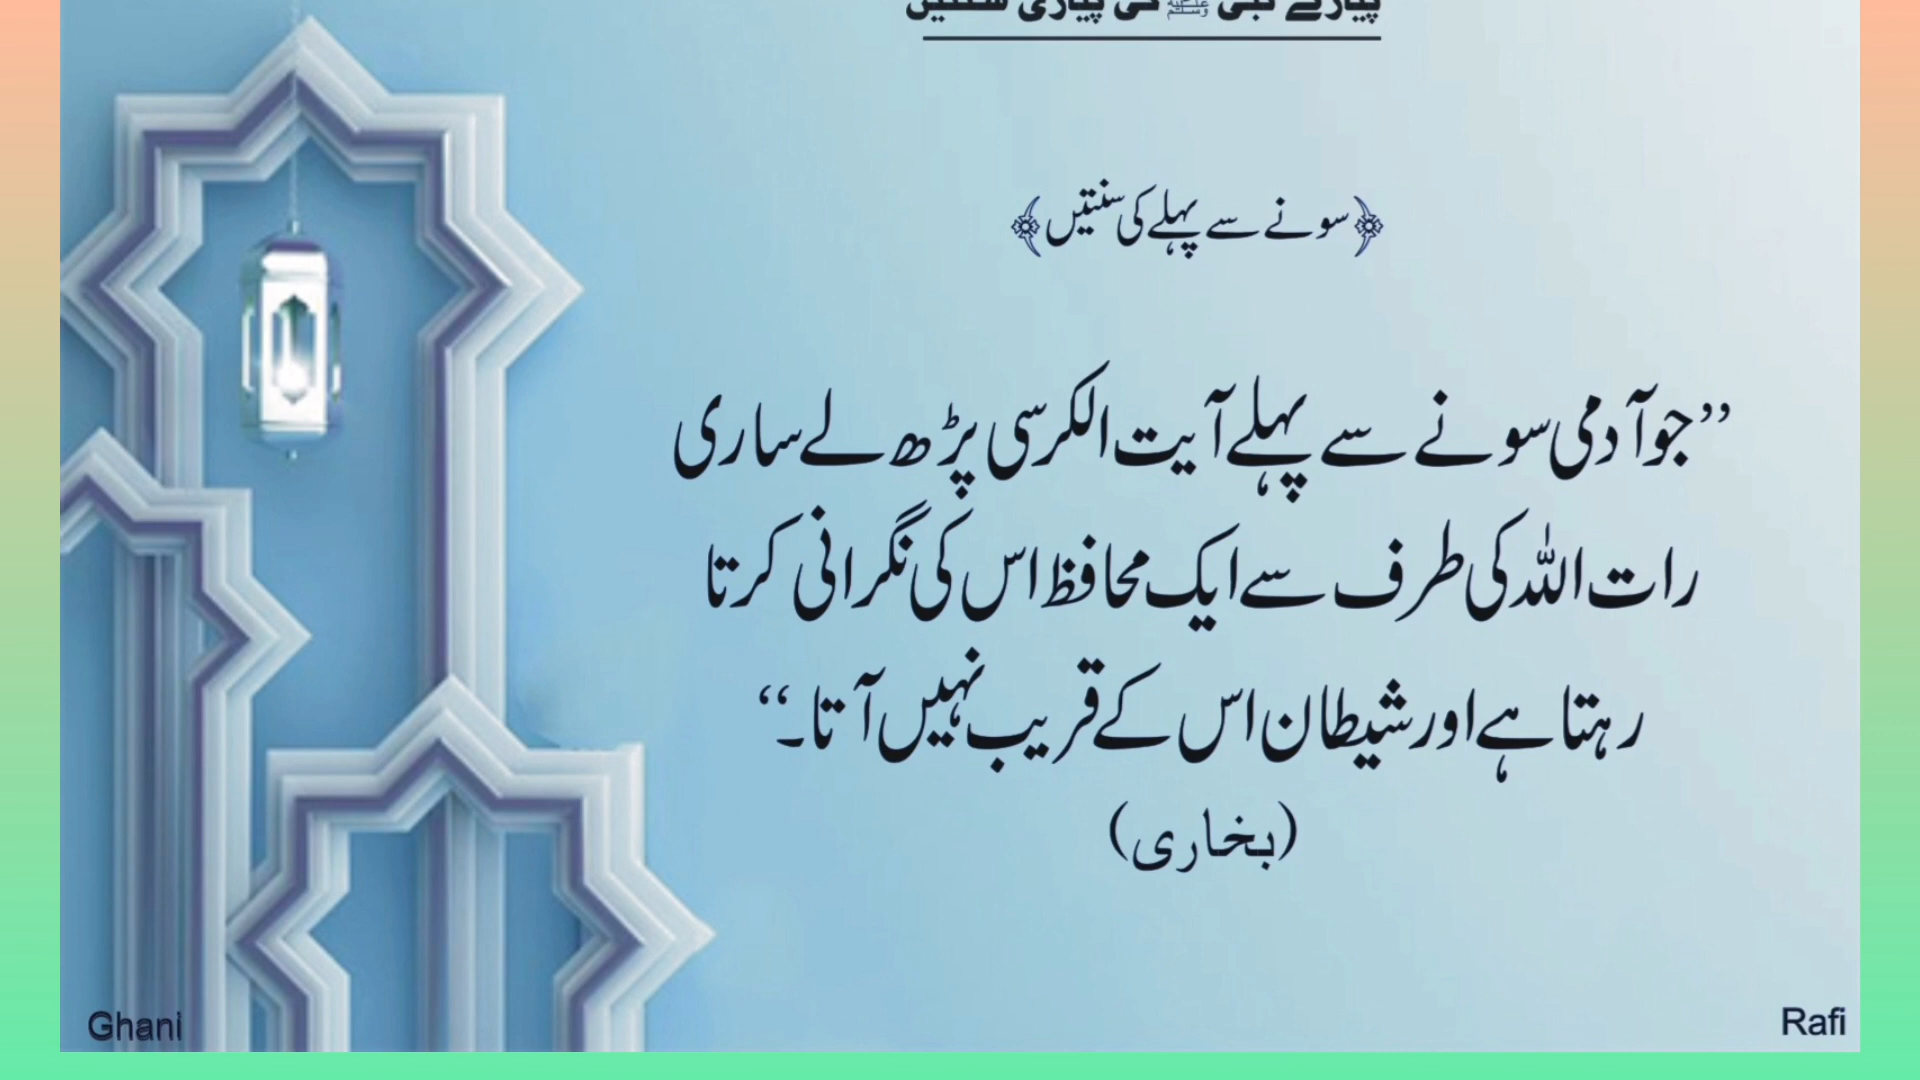 پیارے نبی ﷺ کی پیاری سنتیں
﴿سونے سے پہلے کی سنتیں﴾
”جو آدمی سونے سے پہلے آیت الکرسی پڑھ لے ساری
رات اللہ کی طرف سے ایک محافظ اس کی نگرانی کرتا
رہتا ہے اور شیطان اس کے قریب نہیں آتا۔“
(بخاری)
Ghani
Rafi